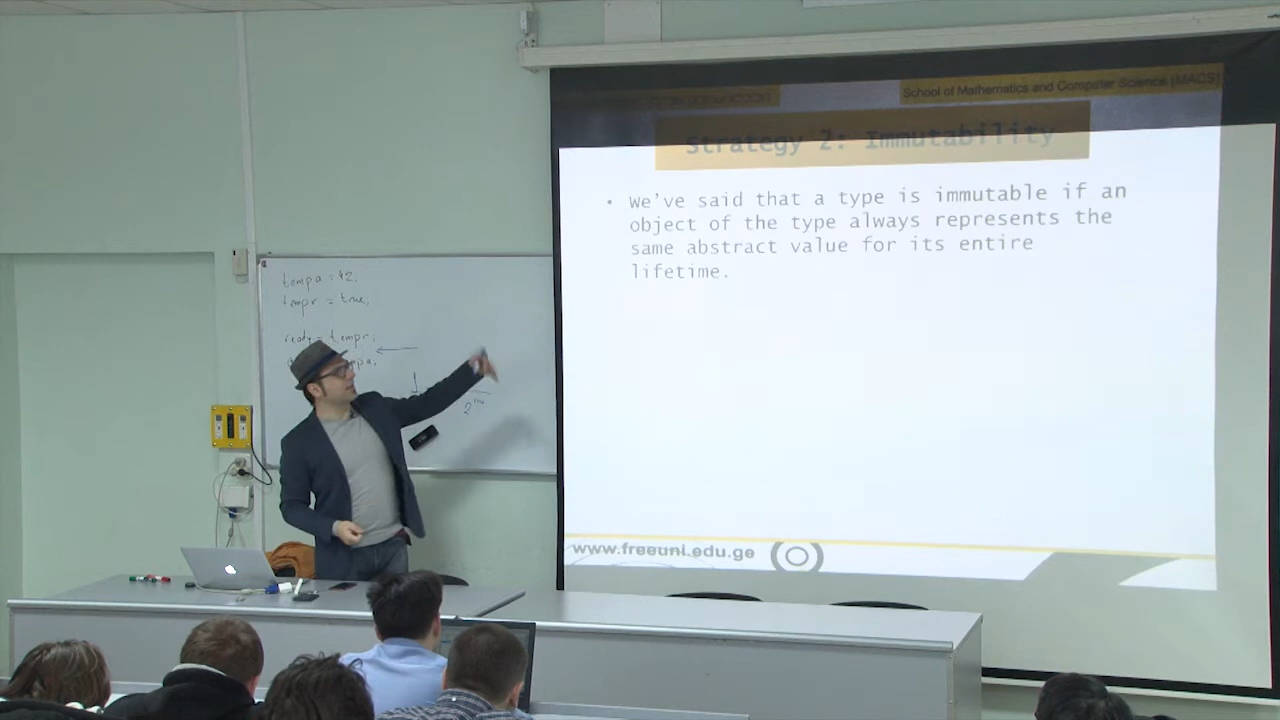 School of Mathematics and Computer Science (MACS)
Strategy 2: Immutability
• We've said that a type is immutable if an
object of the type always represents the
same abstract value for its entire
lifetime.
www.freeuni.edu.ge
tempa = 42;
tempr = true;
ready = tempr;